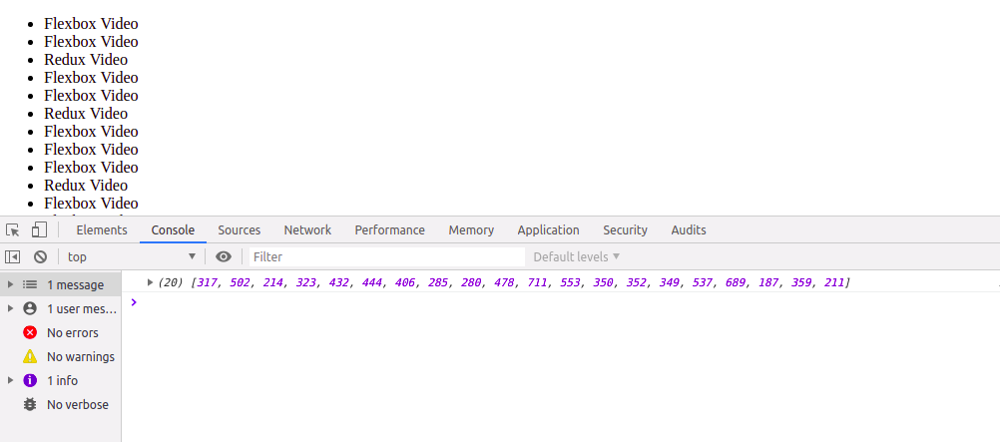 Flexbox Video
Flexbox Video
Redux Video
Flexbox Video
Flexbox Video
Redux Video
Flexbox Video
Flexbox Video
Flexbox Video
Redux Video
Flexbox Video
Elements Console Sources Network Performance Memory Application Security Audits
top Filter Default levels
1 message
(20) [317, 502, 214, 323, 432, 444, 406, 285, 280, 478, 711, 553, 350, 352, 349, 537, 689, 187, 359, 211]
1 user mes...
No errors
No warnings
1 info
No verbose